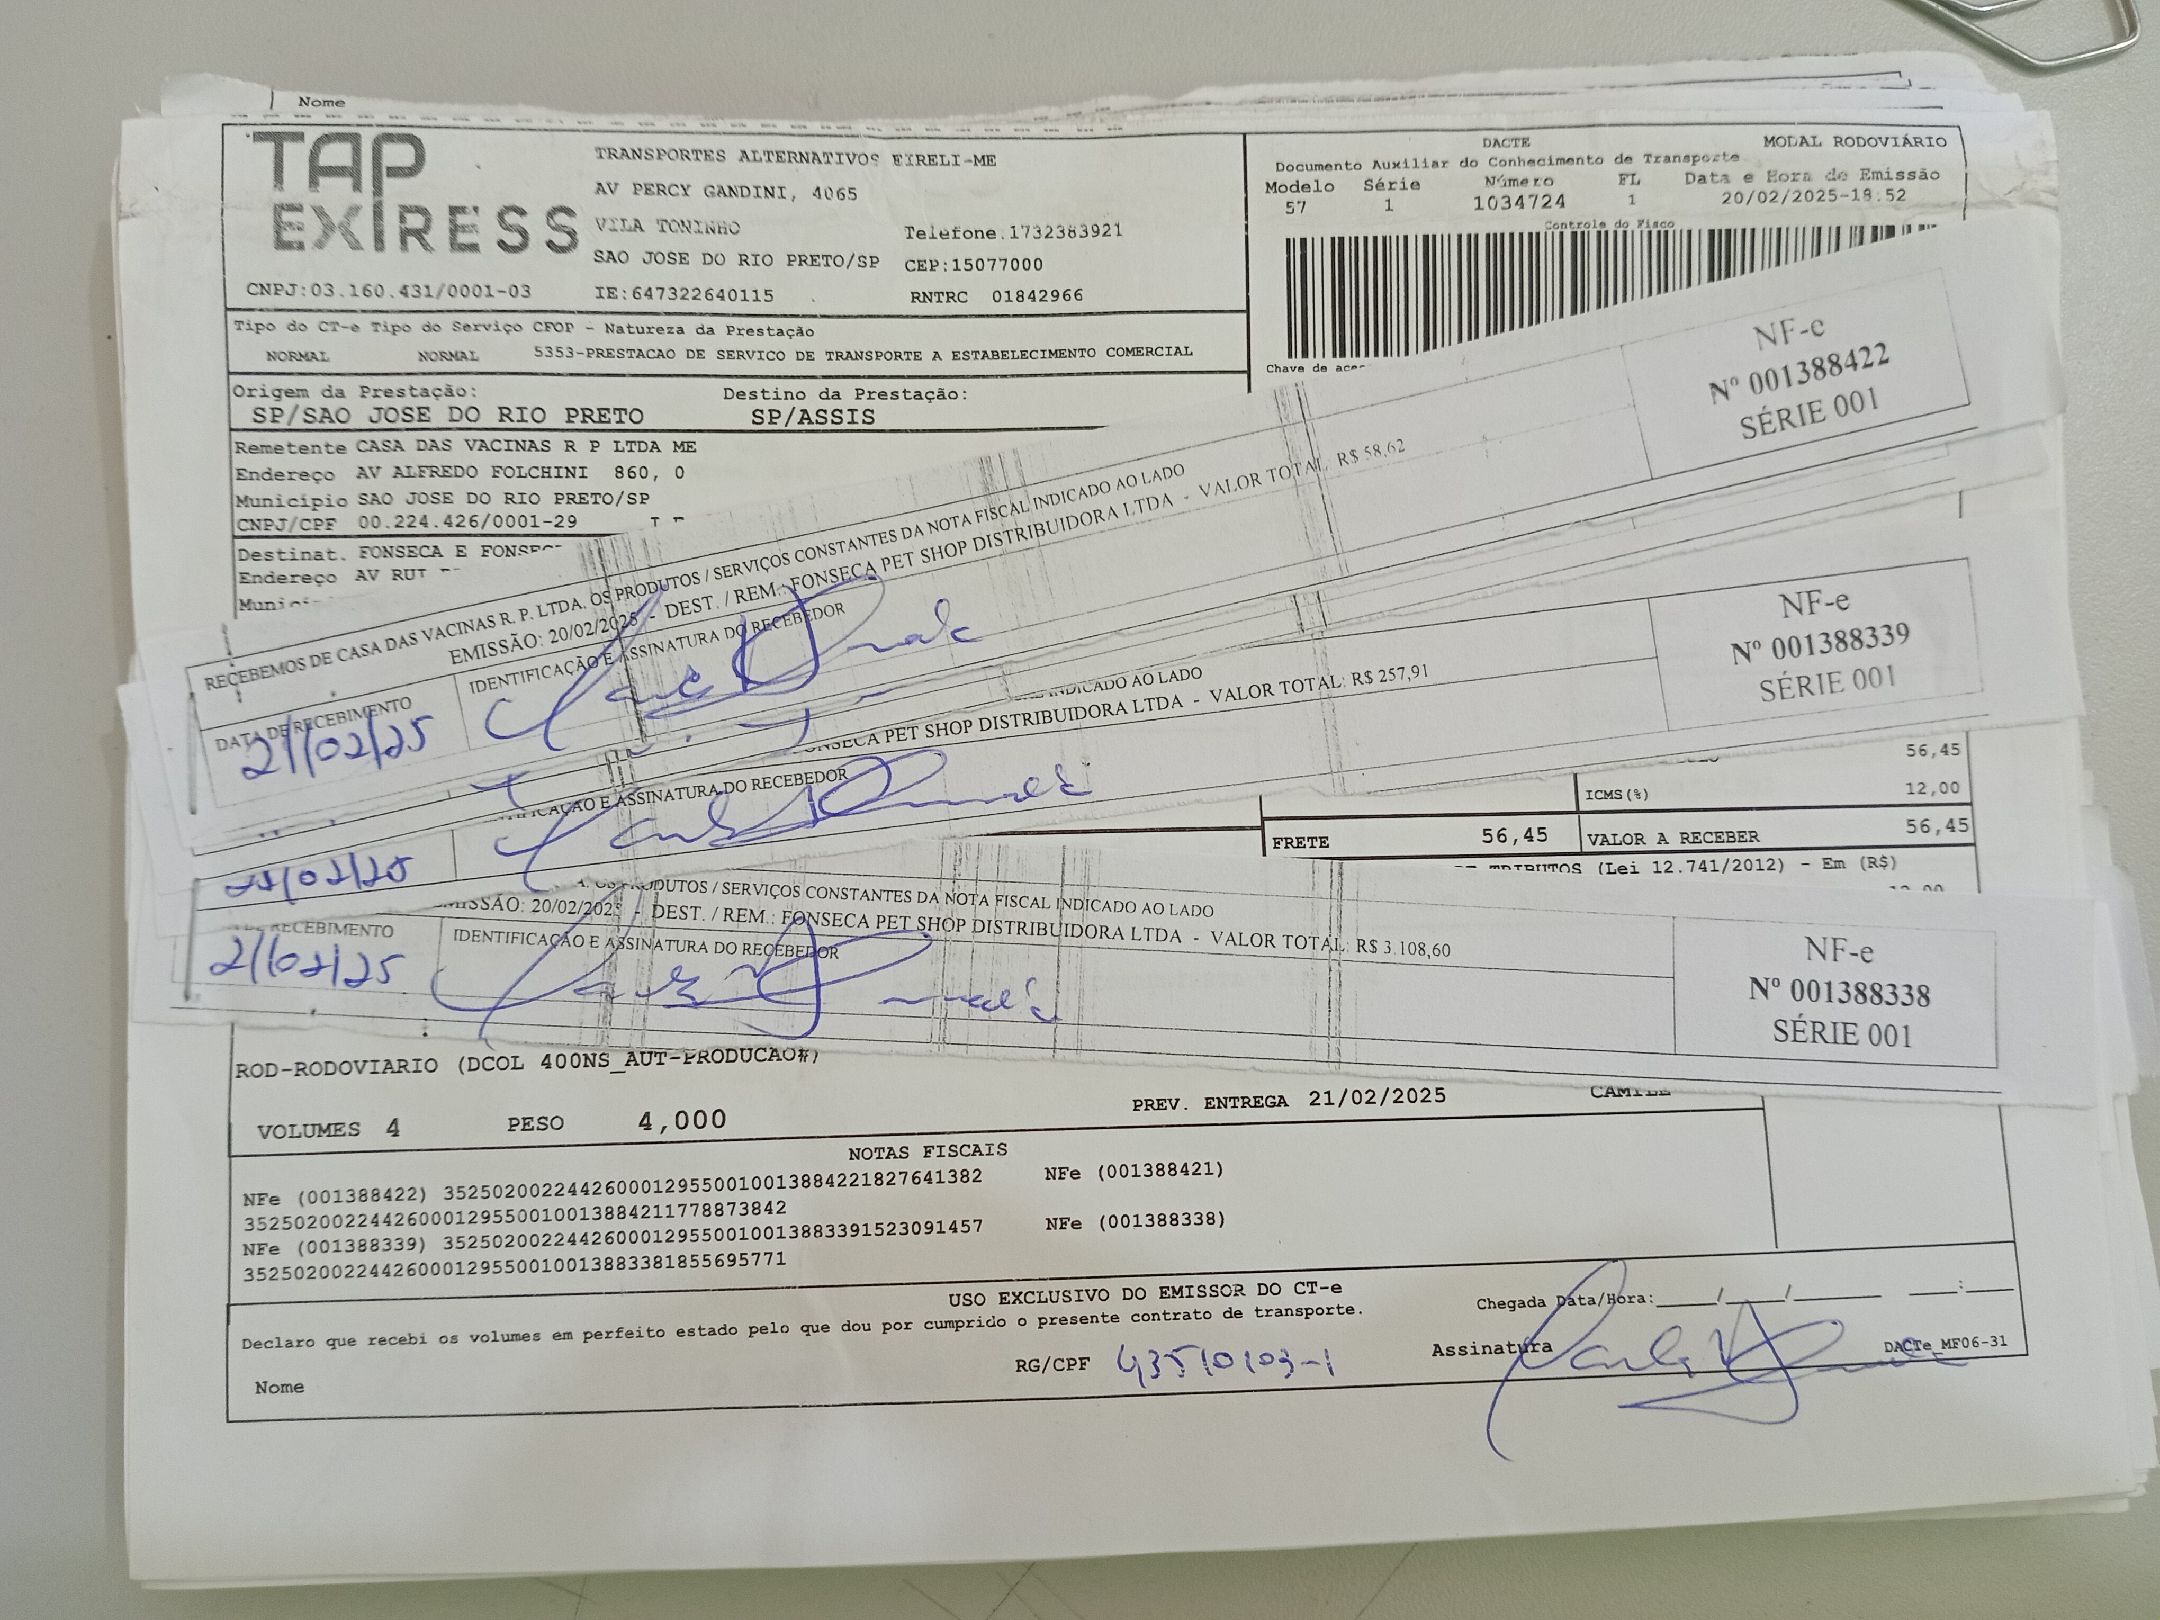 Nome
TAP EXPRESS
TRANSPORTES ALTERNATIVOS EIRELI-ME
AV PERCY GANDINI, 4065
VILA TONINHO
Telefone.1732383921
SAO JOSE DO RIO PRETO/SP CEP:15077000
CNPJ:03.160.431/0001-03 IE:647322640115 RNTRC 01842966
DACTE MODAL RODOVIÁRIO
Documento Auxiliar do Conhecimento de Transporte
Modelo Série Número FL Data e Hora de Emissão
57 1 1034724 1 20/02/2025-18:52
Controle do Fisco
Chave de
Tipo do CT-e Tipo do Serviço CFOP - Natureza da Prestação
NORMAL NORMAL 5353-PRESTACAO DE SERVICO DE TRANSPORTE A ESTABELECIMENTO COMERCIAL
Origem da Prestação: Destino da Prestação:
SP/SAO JOSE DO RIO PRETO SP/ASSIS
Remetente CASA DAS VACINAS R P LTDA ME
Endereço AV ALFREDO FOLCHINI 860, 0
Município SAO JOSE DO RIO PRETO/SP
CNPJ/CPF 00.224.426/0001-29
Destinat. FONSECA E
Endereço AV RUI
RECEBEMOS DE CASA DAS VACINAS R. P. LTDA. OS PRODUTOS / SERVIÇOS CONSTANTES DA NOTA FISCAL INDICADO AO LADO
EMISSÃO: 20/02/2025 - DEST. / REM.: FONSECA PET SHOP DISTRIBUIDORA LTDA - VALOR TOTAL: R$ 58,62
DATA DE RECEBIMENTO
IDENTIFICAÇÃO E ASSINATURA DO RECEBEDOR
21/02/25
NF-e
Nº 001388422
SÉRIE 001
INDICADO AO LADO
PET SHOP DISTRIBUIDORA LTDA - VALOR TOTAL: R$ 257,91
E ASSINATURA DO RECEBEDOR
NF-e
Nº 001388339
SÉRIE 001
56,45
ICMS(%) 12,00
FRETE 56,45 VALOR A RECEBER 56,45
TRIBUTOS (Lei 12.741/2012) - Em (R$)
PRODUTOS / SERVIÇOS CONSTANTES DA NOTA FISCAL INDICADO AO LADO
EMISSÃO: 20/02/2025 - DEST. / REM.: FONSECA PET SHOP DISTRIBUIDORA LTDA - VALOR TOTAL: R$ 3.108,60
RECEBIMENTO
IDENTIFICAÇÃO E ASSINATURA DO RECEBEDOR
21/02/25
NF-e
Nº 001388338
SÉRIE 001
ROD-RODOVIARIO (DCOL 400NS_AUT-PRODUCAO#)
VOLUMES 4 PESO 4,000 PREV. ENTREGA 21/02/2025
NOTAS FISCAIS
NFe (001388422) 35250200224426000129550010013884221827641382 NFe (001388421)
35250200224426000129550010013884211778873842
NFe (001388339) 35250200224426000129550010013883391523091457 NFe (001388338)
35250200224426000129550010013883381855695771
USO EXCLUSIVO DO EMISSOR DO CT-e
Declaro que recebi os volumes em perfeito estado pelo que dou por cumprido o presente contrato de transporte.
Chegada Data/Hora:____/____/______ ___:___
Nome RG/CPF 43510103-1 Assinatura DACTe_MF06-31